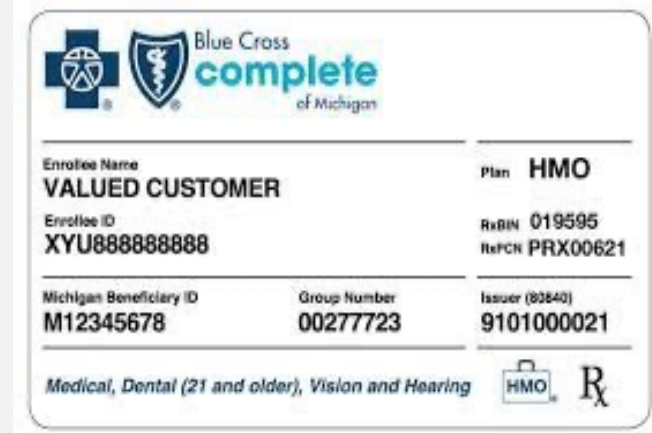 Blue Cross
complete
of Michigan
Enrollee Name
VALUED CUSTOMER
Plan HMO
Enrollee ID
XYU888888888
RxBIN 019595
RxPCN PRX00621
Michigan Beneficiary ID
M12345678
Group Number
00277723
Issuer (80840)
9101000021
Medical, Dental (21 and older), Vision and Hearing
HMO
Rx